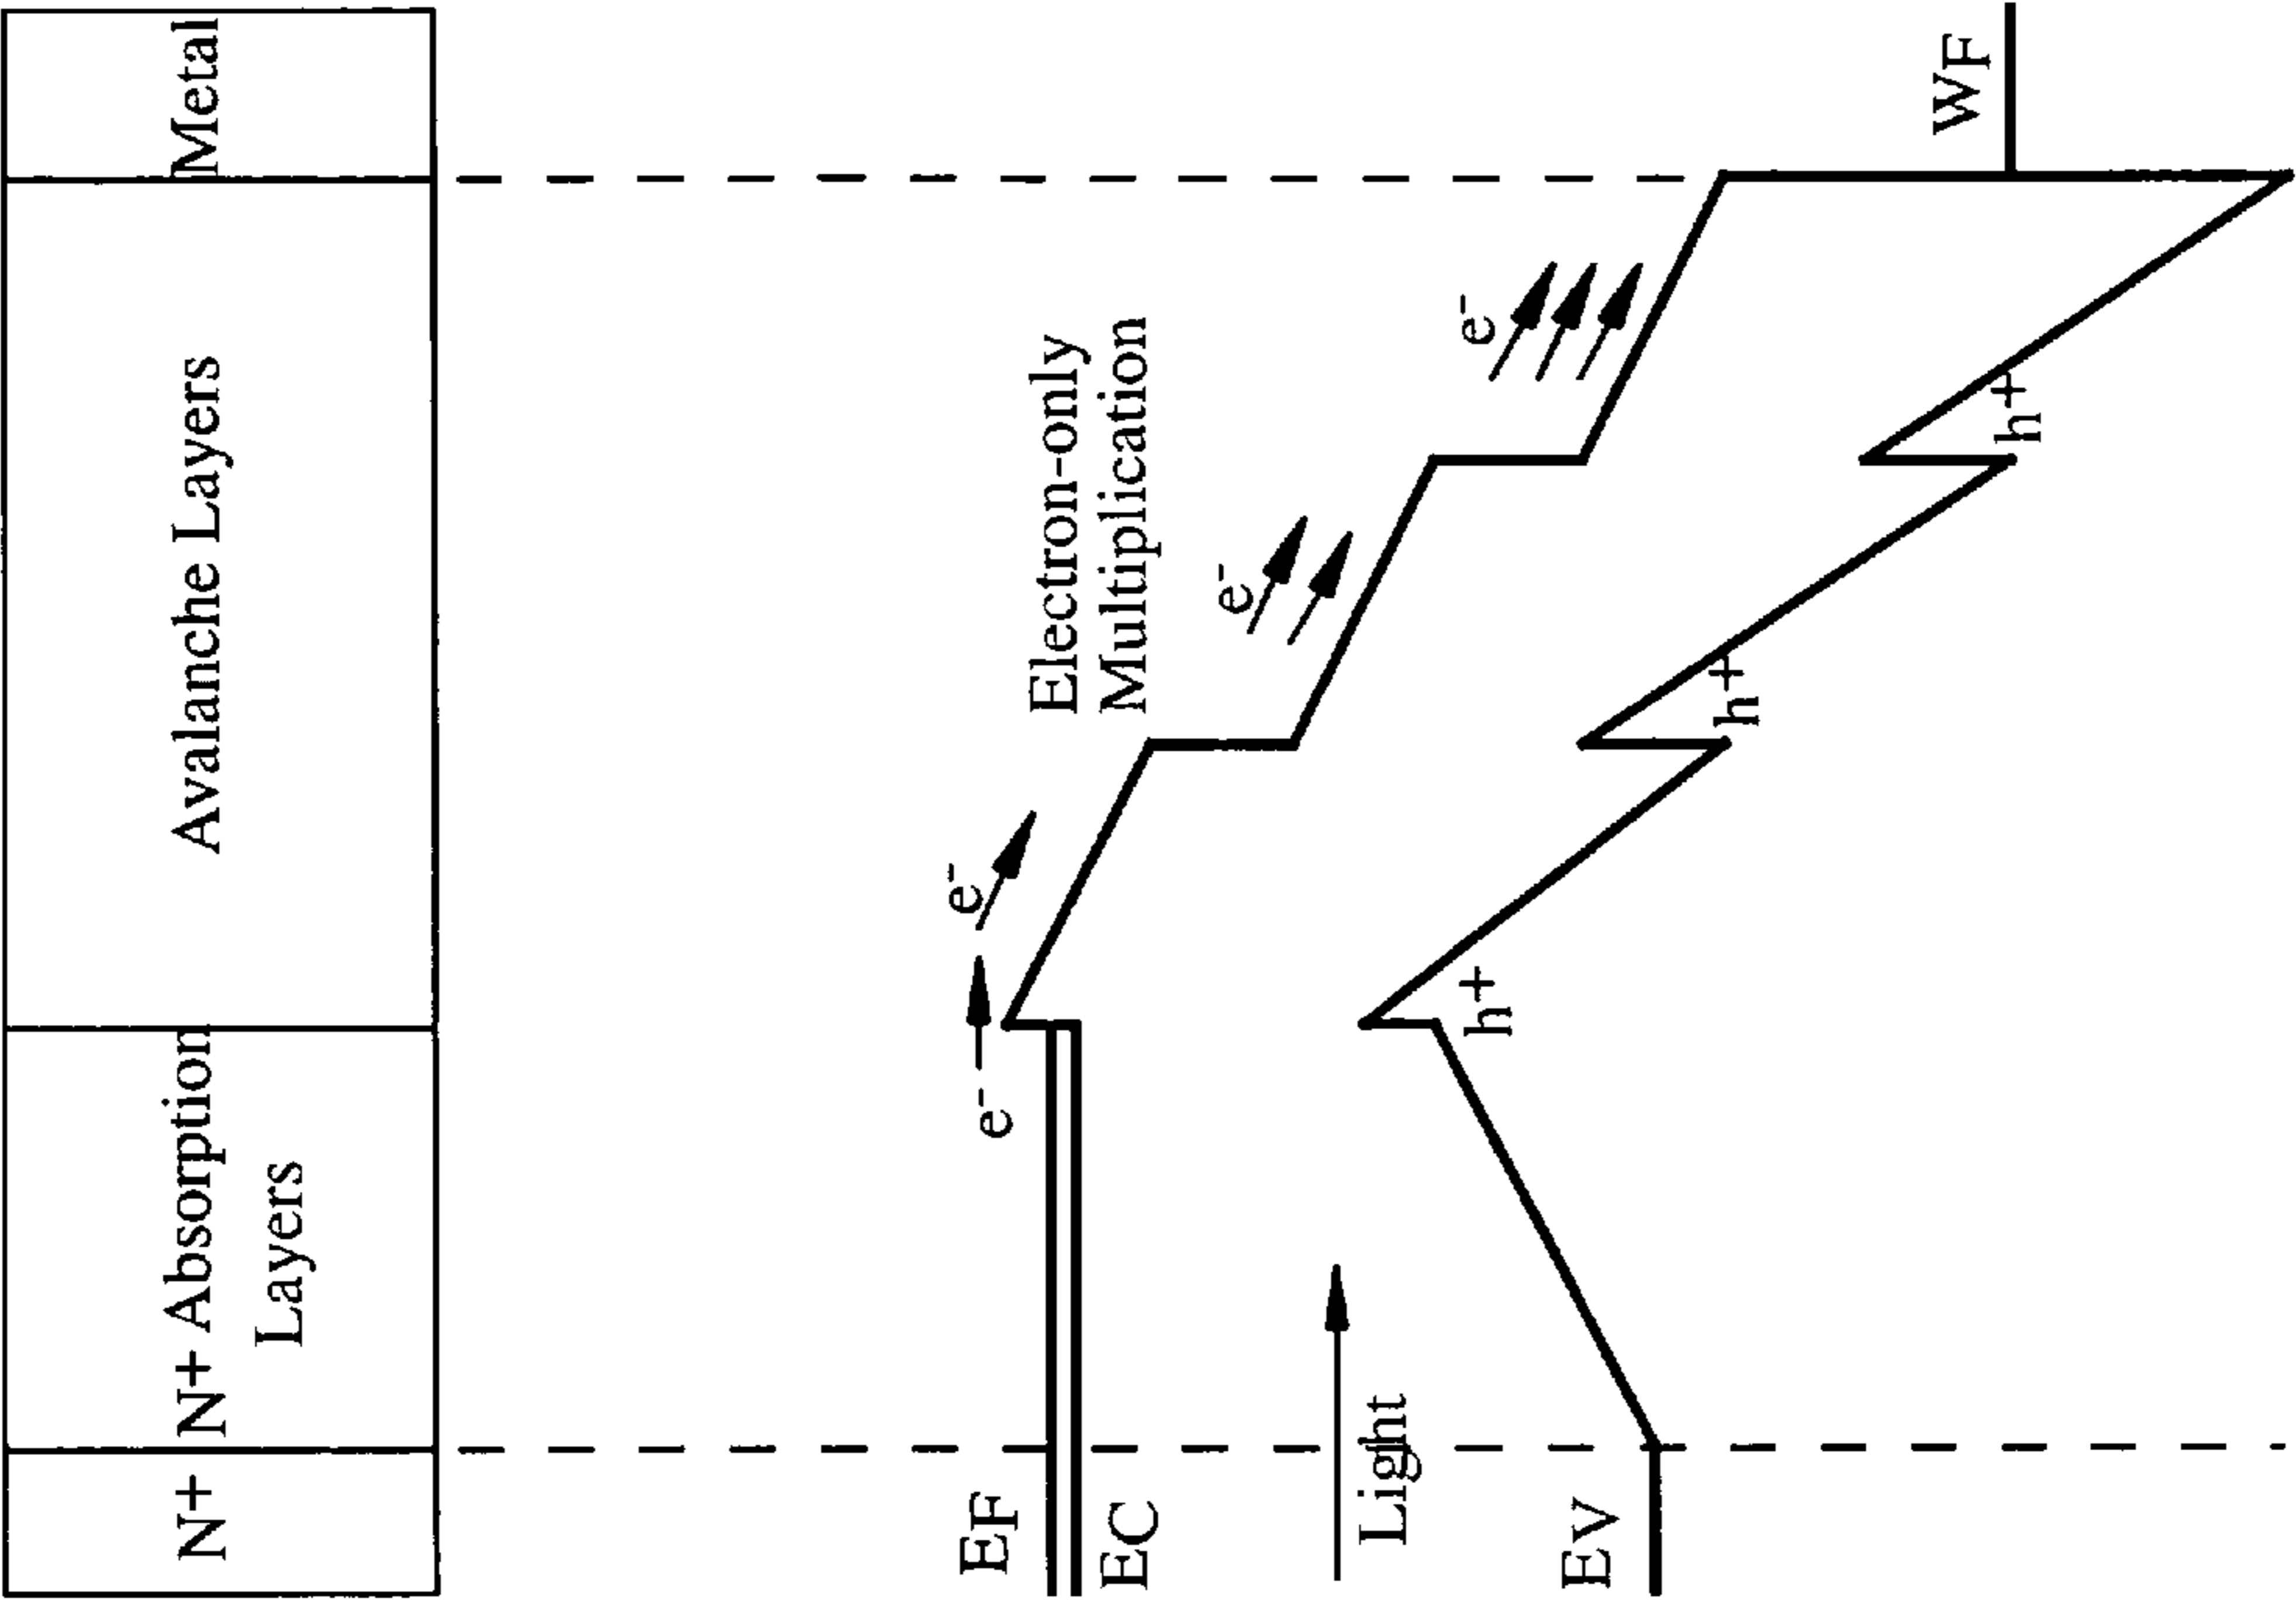 N+
N+ Absorption
Layers
Avalanche Layers
Metal
EF
EC
Light
EV
e⁻
e⁻
Electron-only
Multiplication
e⁻
e⁻
h⁺
h⁺
h⁺
WF